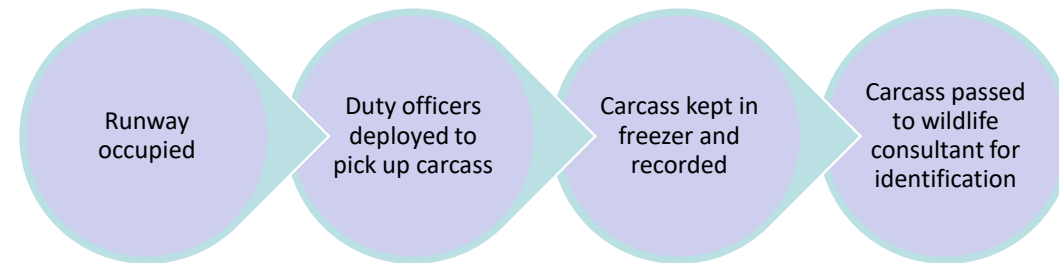 Runway
occupied
Duty officers
deployed to
pick up carcass
Carcass kept in
freezer and
recorded
Carcass passed
to wildlife
consultant for
identification